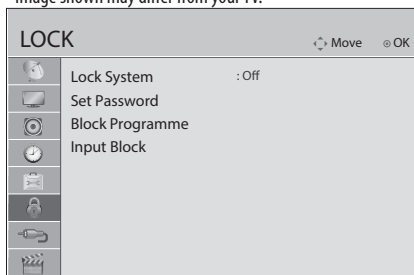 Image shown may differ from your TV.
LOCK Move OK
Lock System : Off
Set Password
Block Programme
Input Block